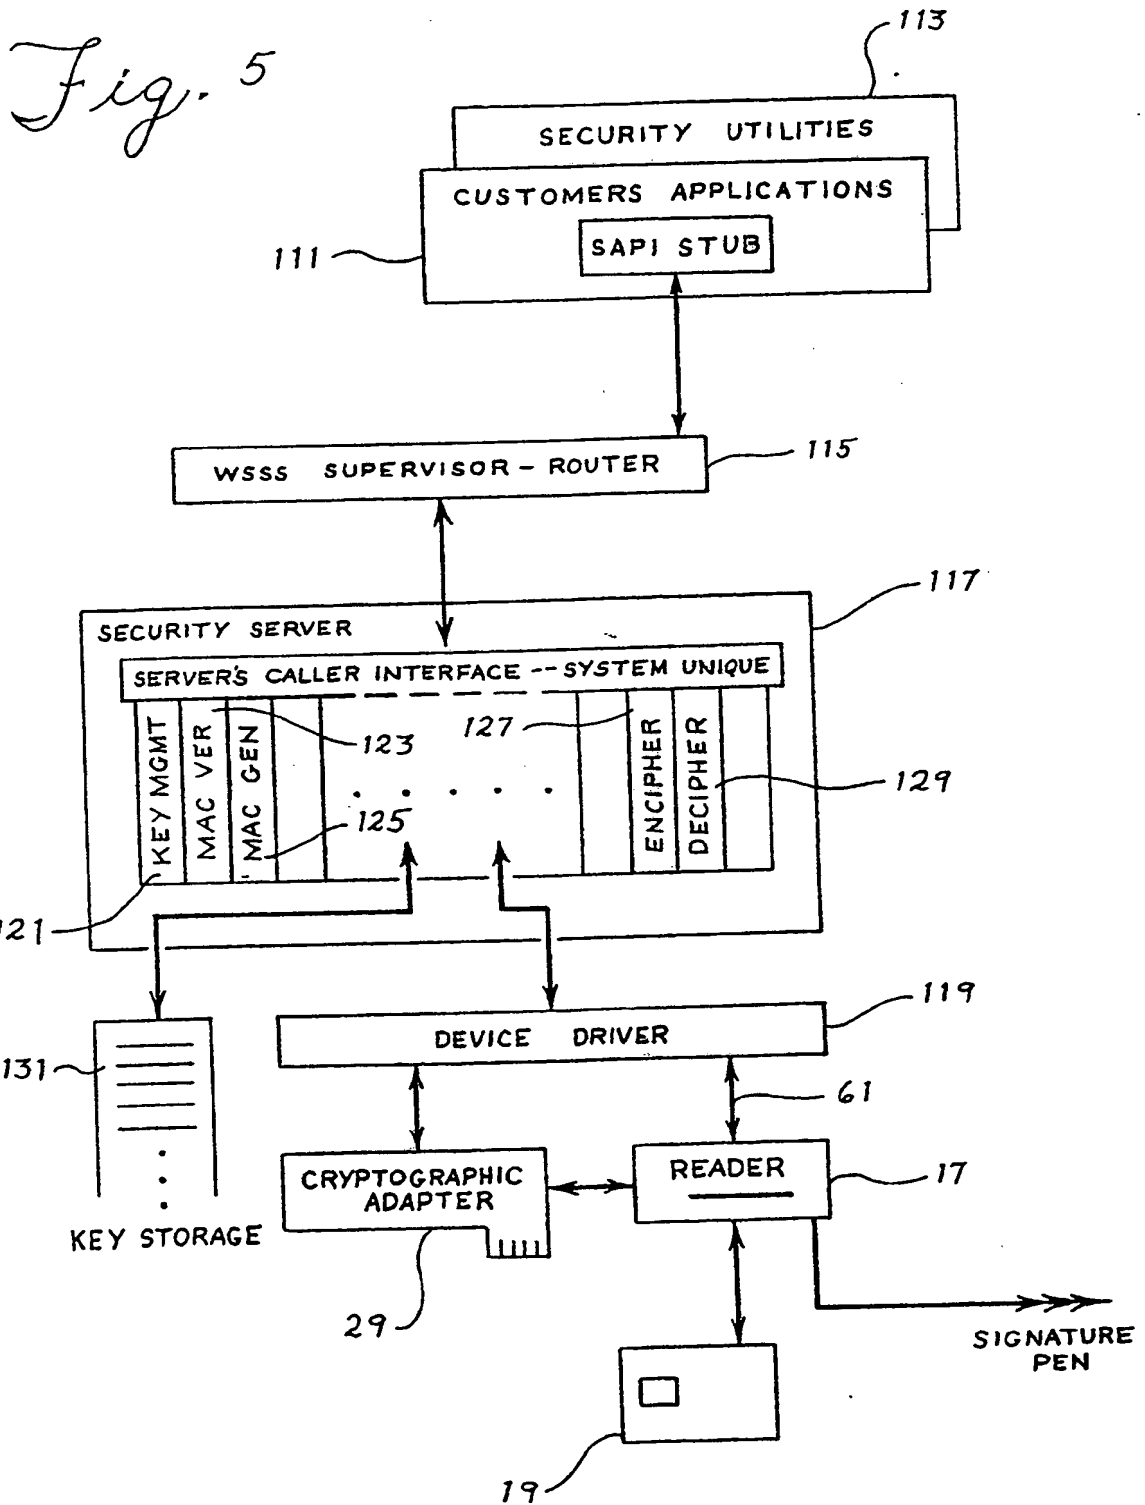 Fig. 5
113
SECURITY UTILITIES
CUSTOMERS APPLICATIONS
SAPI STUB
111
WSSS SUPERVISOR - ROUTER
115
117
SECURITY SERVER
SERVER'S CALLER INTERFACE -- SYSTEM UNIQUE
KEY MGMT
MAC VER
MAC GEN
123
125
127
ENCIPHER
DECIPHER
129
121
119
DEVICE DRIVER
131
61
CRYPTOGRAPHIC
ADAPTER
READER
17
KEY STORAGE
29
SIGNATURE
PEN
19